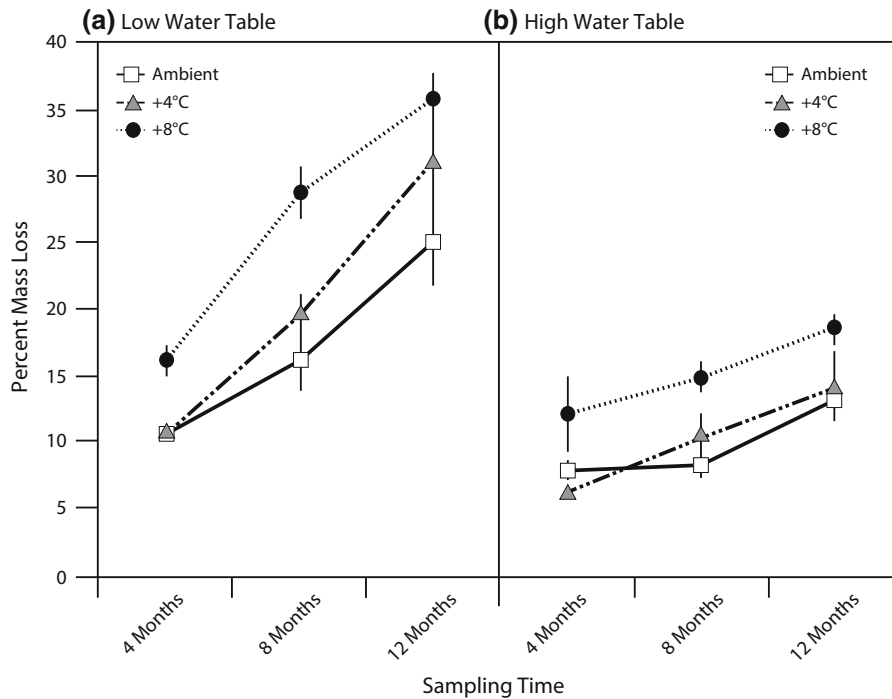 (a) Low Water Table
(b) High Water Table
Percent Mass Loss
40
35
30
25
20
15
10
5
0
Ambient
+4°C
+8°C
Ambient
+4°C
+8°C
4 Months
8 Months
12 Months
4 Months
8 Months
12 Months
Sampling Time